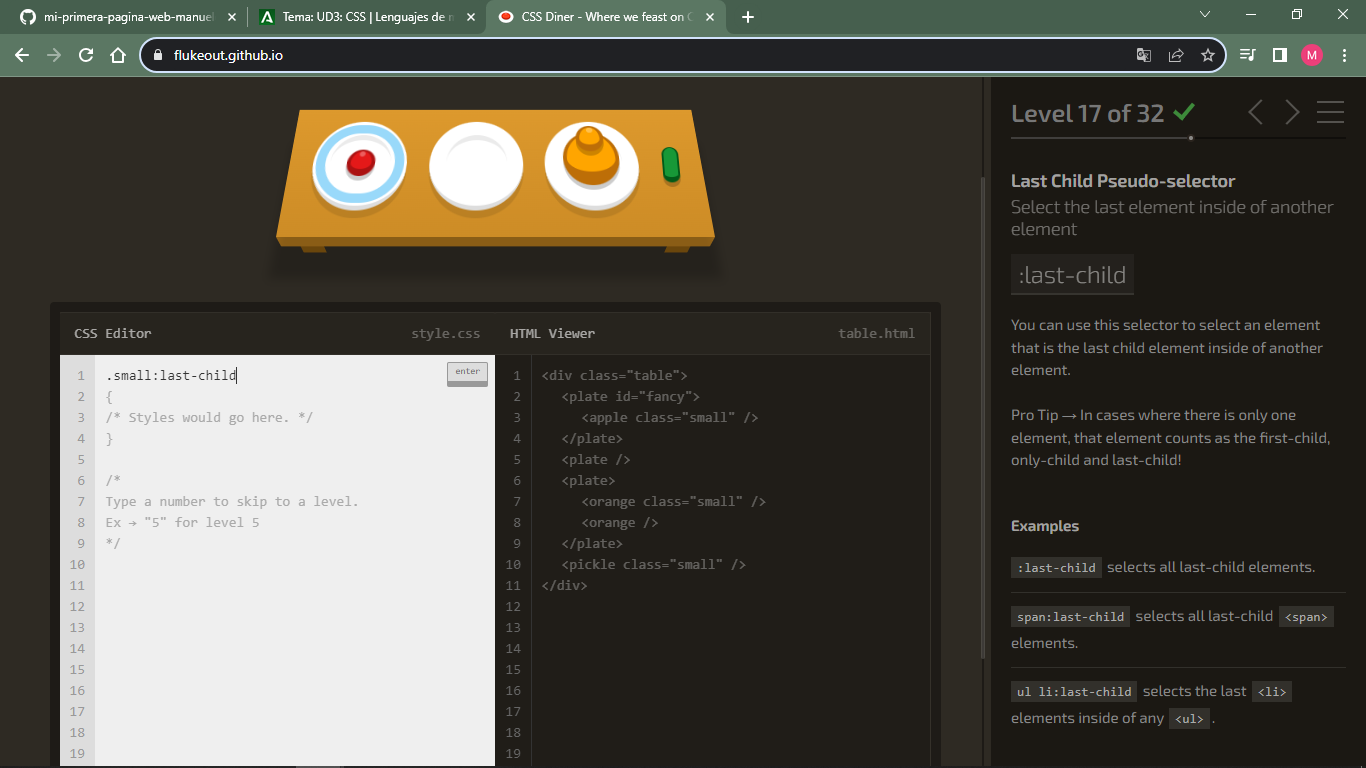 mi-primera-pagina-web-manuel
Tema: UD3: CSS | Lenguajes de m
CSS Diner - Where we feast on C
flukeout.github.io
M
Level 17 of 32
Last Child Pseudo-selector
Select the last element inside of another
element
:last-child
You can use this selector to select an element
that is the last child element inside of another
element.
Pro Tip → In cases where there is only one
element, that element counts as the first-child,
only-child and last-child!
Examples
:last-child selects all last-child elements.
span:last-child selects all last-child <span>
elements.
ul li:last-child selects the last <li>
elements inside of any <ul> .
CSS Editor style.css
enter
1 .small:last-child
2 {
3 /* Styles would go here. */
4 }
5
6 /*
7 Type a number to skip to a level.
8 Ex → "5" for level 5
9 */
10
11
12
13
14
15
16
17
18
19
HTML Viewer table.html
1 <div class="table">
2 <plate id="fancy">
3 <apple class="small" />
4 </plate>
5 <plate />
6 <plate>
7 <orange class="small" />
8 <orange />
9 </plate>
10 <pickle class="small" />
11 </div>
12
13
14
15
16
17
18
19